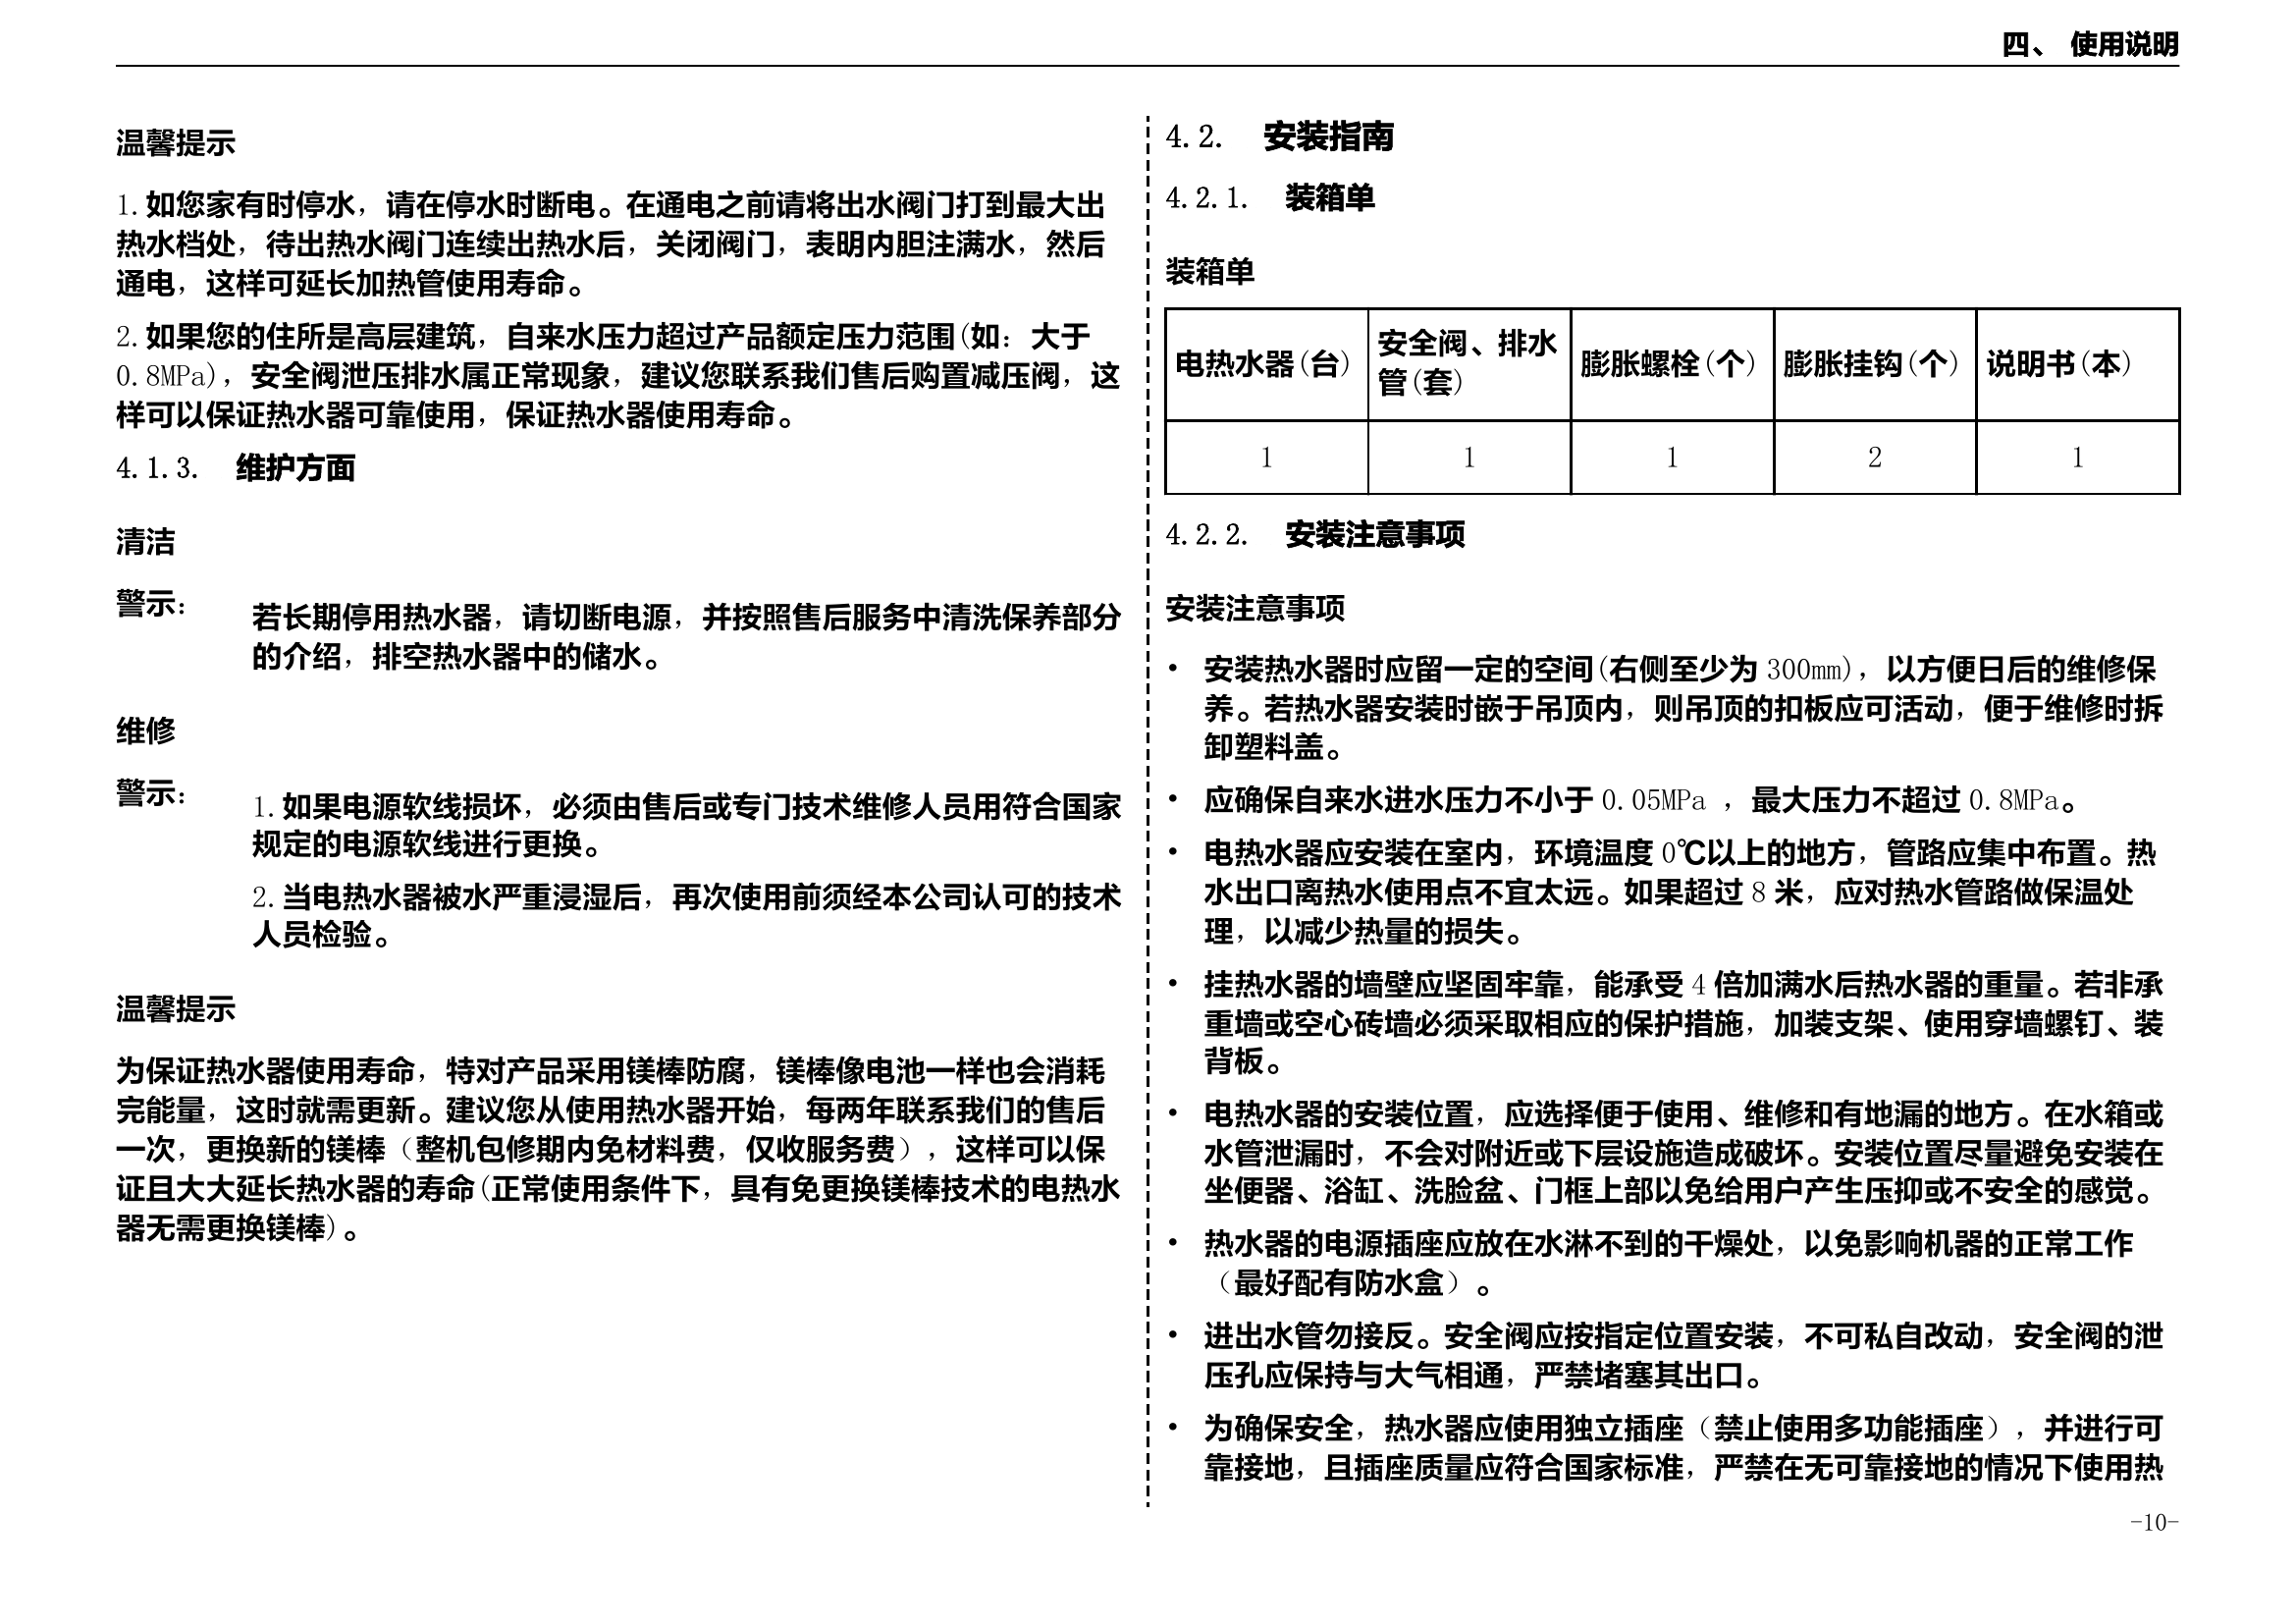 四、 使用说明
温馨提示
1.如您家有时停水，请在停水时断电。在通电之前请将出水阀门打到最大出
热水档处，待出热水阀门连续出热水后，关闭阀门，表明内胆注满水，然后
通电，这样可延长加热管使用寿命。
2.如果您的住所是高层建筑，自来水压力超过产品额定压力范围(如：大于
0.8MPa)，安全阀泄压排水属正常现象，建议您联系我们售后购置减压阀，这
样可以保证热水器可靠使用，保证热水器使用寿命。
4.1.3. 维护方面
清洁
警示：
若长期停用热水器，请切断电源，并按照售后服务中清洗保养部分
的介绍，排空热水器中的储水。
维修
警示：
1.如果电源软线损坏，必须由售后或专门技术维修人员用符合国家
规定的电源软线进行更换。
2.当电热水器被水严重浸湿后，再次使用前须经本公司认可的技术
人员检验。
温馨提示
为保证热水器使用寿命，特对产品采用镁棒防腐，镁棒像电池一样也会消耗
完能量，这时就需更新。建议您从使用热水器开始，每两年联系我们的售后
一次，更换新的镁棒（整机包修期内免材料费，仅收服务费），这样可以保
证且大大延长热水器的寿命(正常使用条件下，具有免更换镁棒技术的电热水
器无需更换镁棒)。
4.2. 安装指南
4.2.1. 装箱单
装箱单
电热水器(台) 安全阀、排水 膨胀螺栓(个) 膨胀挂钩(个) 说明书(本)
管(套)
1 1 1 2 1
4.2.2. 安装注意事项
安装注意事项
• 安装热水器时应留一定的空间(右侧至少为 300mm)，以方便日后的维修保
养。若热水器安装时嵌于吊顶内，则吊顶的扣板应可活动，便于维修时拆
卸塑料盖。
• 应确保自来水进水压力不小于 0.05MPa ，最大压力不超过 0.8MPa。
• 电热水器应安装在室内，环境温度 0℃以上的地方，管路应集中布置。热
水出口离热水使用点不宜太远。如果超过 8 米，应对热水管路做保温处
理，以减少热量的损失。
• 挂热水器的墙壁应坚固牢靠，能承受 4 倍加满水后热水器的重量。若非承
重墙或空心砖墙必须采取相应的保护措施，加装支架、使用穿墙螺钉、装
背板。
• 电热水器的安装位置，应选择便于使用、维修和有地漏的地方。在水箱或
水管泄漏时，不会对附近或下层设施造成破坏。安装位置尽量避免安装在
坐便器、浴缸、洗脸盆、门框上部以免给用户产生压抑或不安全的感觉。
• 热水器的电源插座应放在水淋不到的干燥处，以免影响机器的正常工作
（最好配有防水盒）。
• 进出水管勿接反。安全阀应按指定位置安装，不可私自改动，安全阀的泄
压孔应保持与大气相通，严禁堵塞其出口。
• 为确保安全，热水器应使用独立插座（禁止使用多功能插座），并进行可
靠接地，且插座质量应符合国家标准，严禁在无可靠接地的情况下使用热
-10-